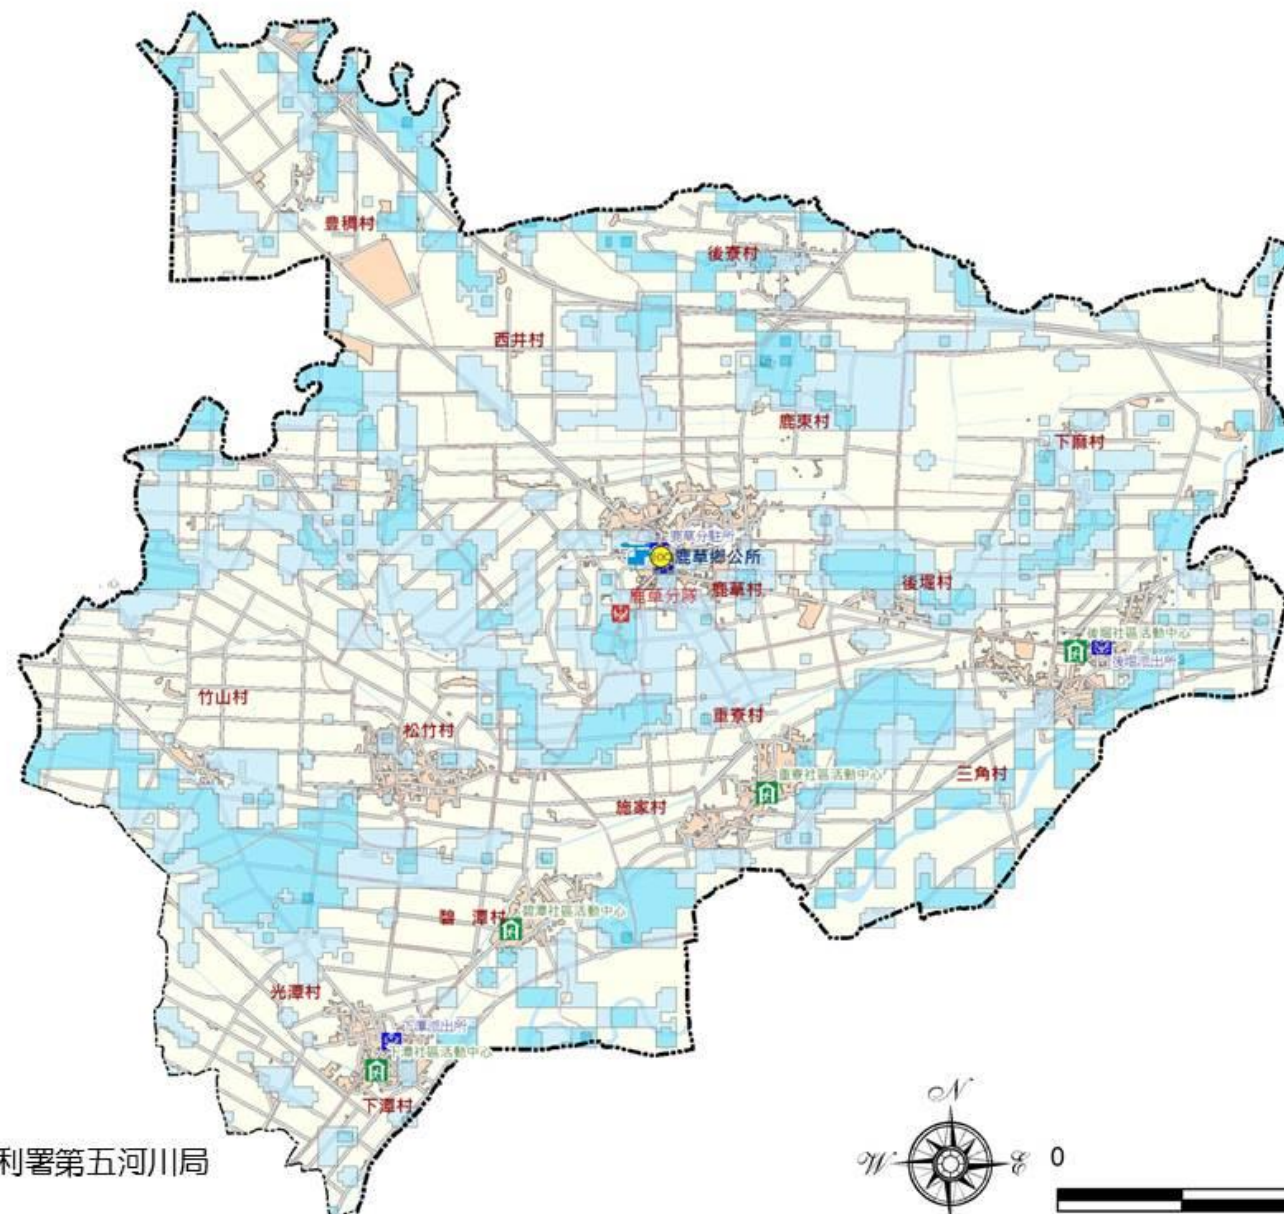 豊稠村
後寮村
西井村
鹿東村
下麻村
鹿草分駐所
鹿草鄉公所
後堀村
鹿草村
鹿草分隊
後堀社區活動中心
後堀派出所
竹山村
重寮村
松竹村
三角村
重寮社區活動中心
施家村
碧潭社區活動中心
碧 潭村
光潭村
下潭派出所
下潭社區活動中心
下潭村
利署第五河川局
N
W
E
0